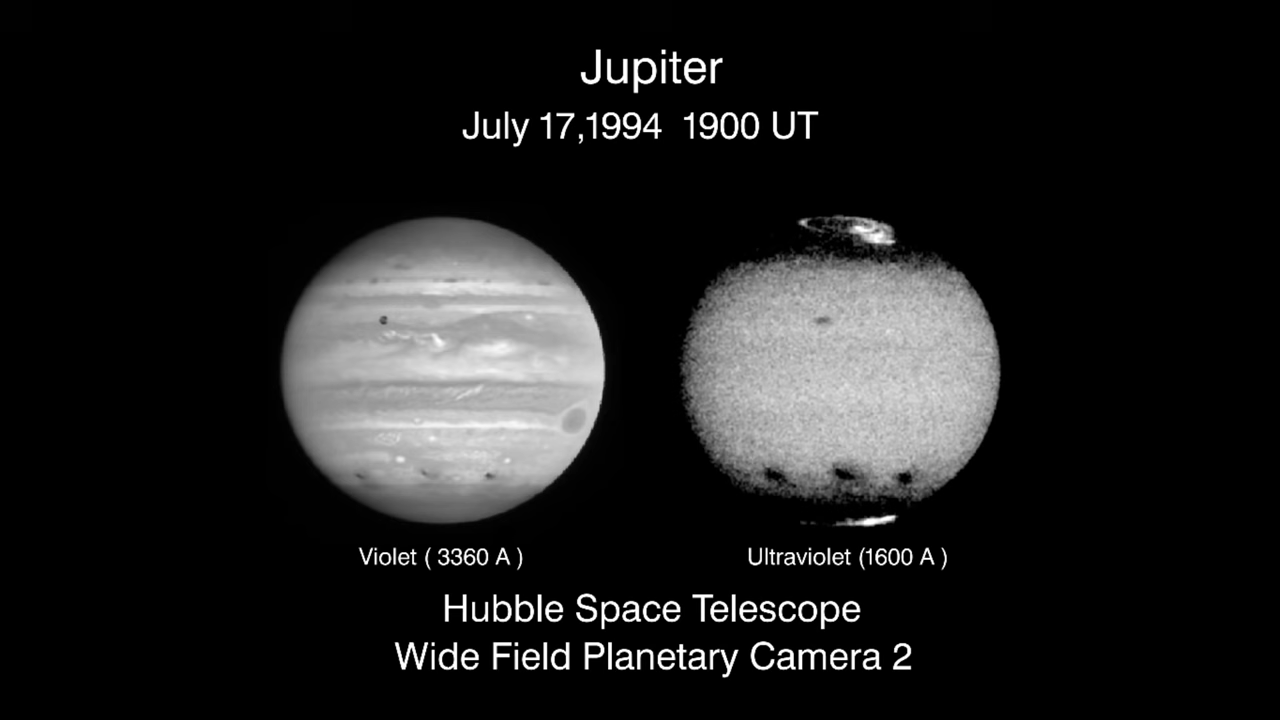 Jupiter
July 17,1994 1900 UT
Violet ( 3360 A )
Ultraviolet (1600 A )
Hubble Space Telescope
Wide Field Planetary Camera 2